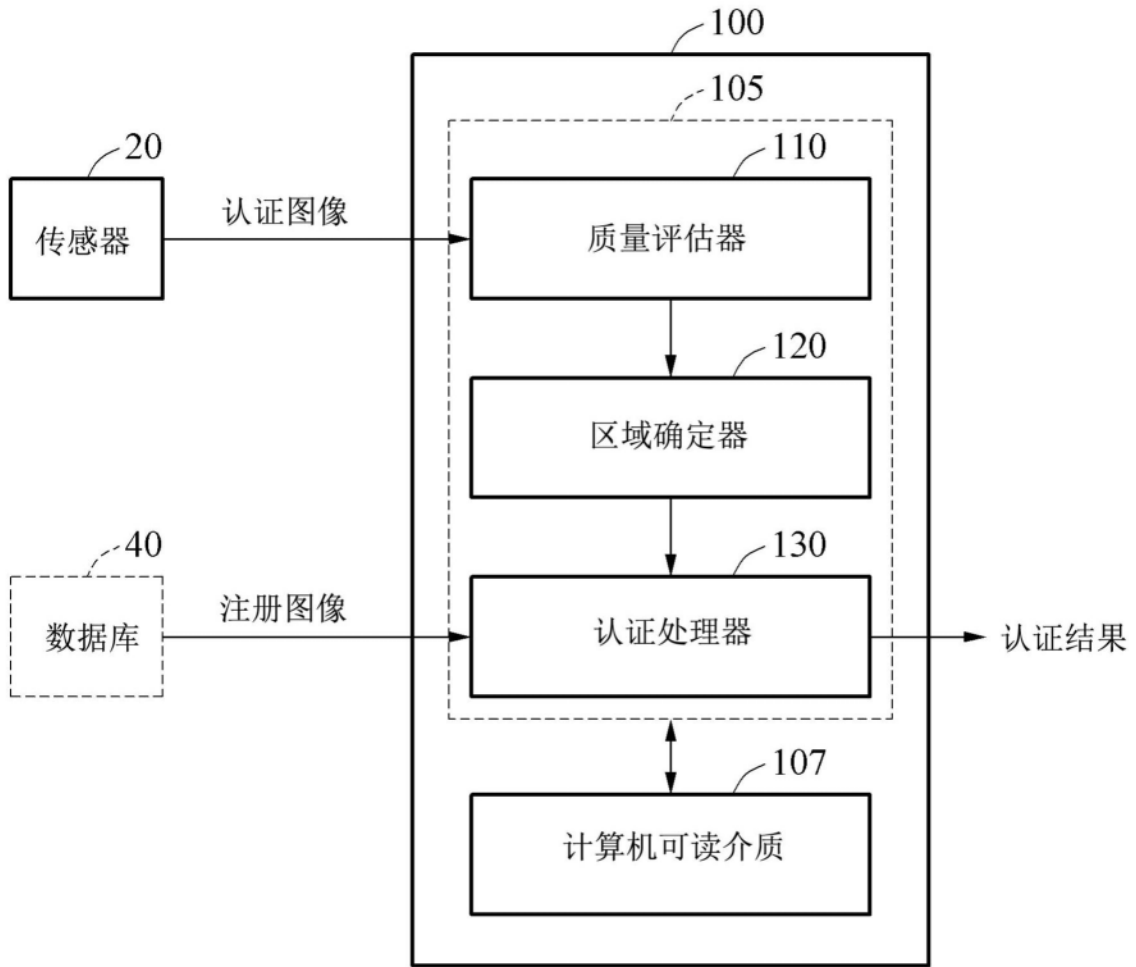 100
105
20
110
传感器
认证图像
质量评估器
120
区域确定器
40
130
数据库
注册图像
认证处理器
认证结果
107
计算机可读介质